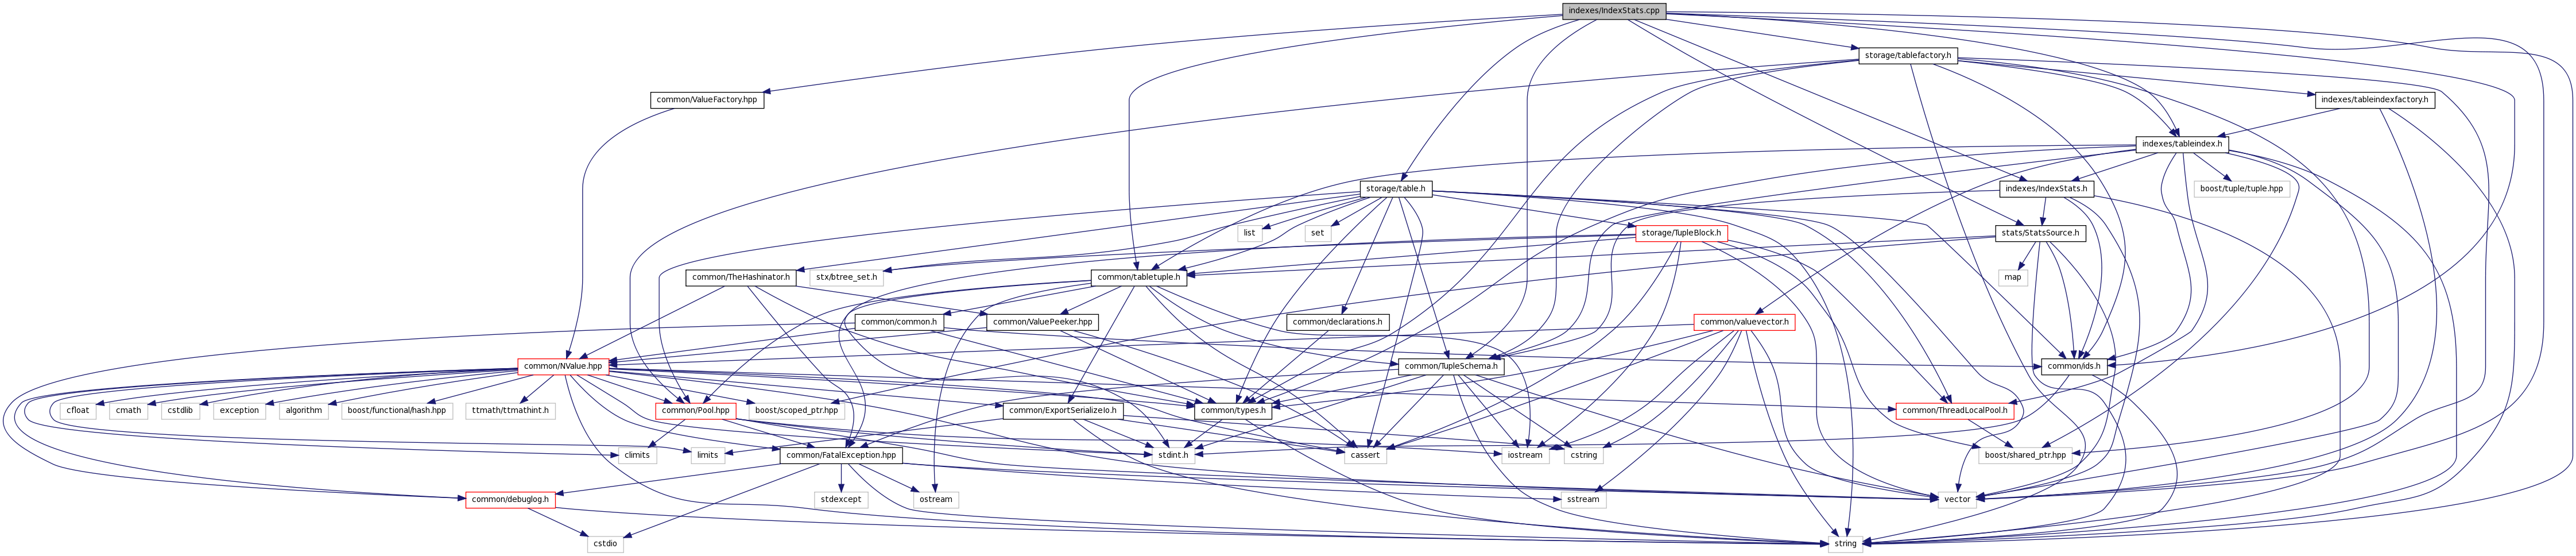 indexes/IndexStats.cpp
storage/tablefactory.h
common/ValueFactory.hpp
indexes/tableindexfactory.h
indexes/tableindex.h
storage/table.h
indexes/IndexStats.h
boost/tuple/tuple.hpp
list
set
storage/TupleBlock.h
stats/StatsSource.h
common/TheHashinator.h
stx/btree_set.h
common/tabletuple.h
map
common/common.h
common/ValuePeeker.hpp
common/declarations.h
common/valuevector.h
common/NValue.hpp
common/TupleSchema.h
common/ids.h
cfloat
cmath
cstdlib
exception
algorithm
boost/functional/hash.hpp
ttmath/ttmathint.h
common/Pool.hpp
boost/scoped_ptr.hpp
common/ExportSerializeIo.h
common/types.h
common/ThreadLocalPool.h
climits
limits
common/FatalException.hpp
stdint.h
cassert
iostream
cstring
boost/shared_ptr.hpp
common/debuglog.h
stdexcept
ostream
sstream
vector
cstdio
string